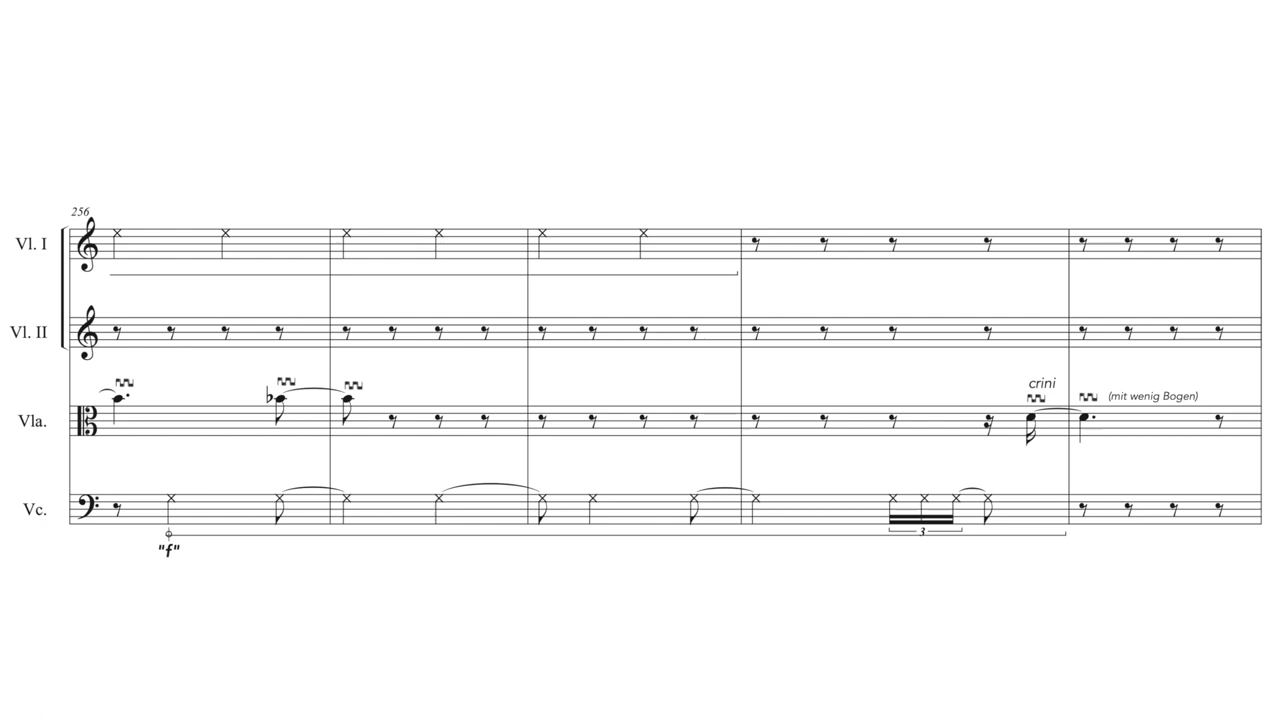 256
Vl. I
Vl. II
crini
(mit wenig Bogen)
Vla.
Vc.
3
"f"